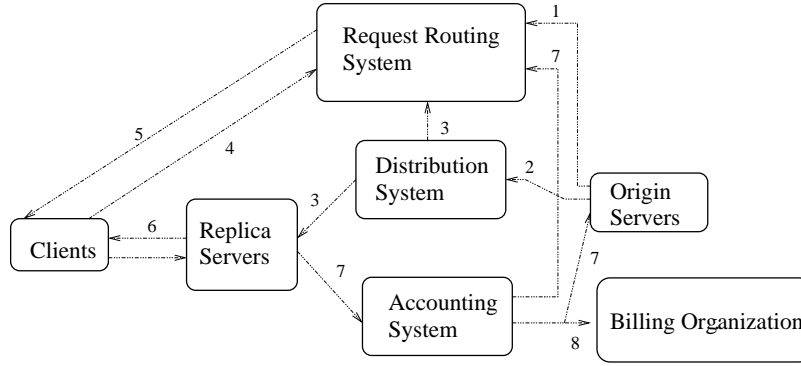 1
Request Routing
System
7
5
4
3
Distribution
System
2
Origin
Servers
3
6
Replica
Servers
Clients
7
7
Accounting
System
Billing Organization
8